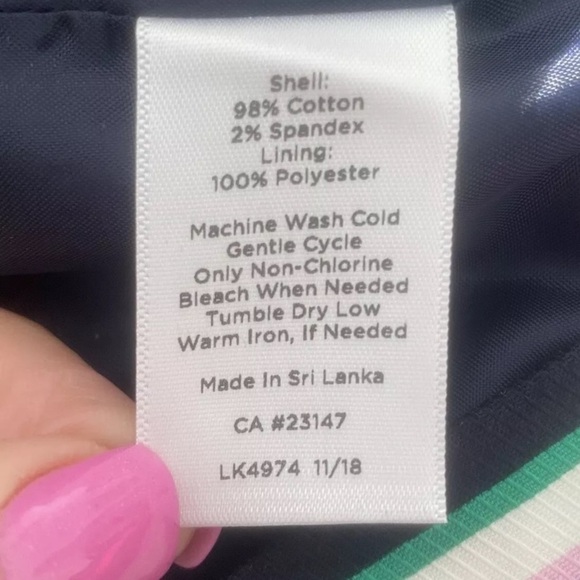 Shell:
98% Cotton
2% Spandex
Lining:
100% Polyester
Machine Wash Cold
Gentle Cycle
Only Non-Chlorine
Bleach When Needed
Tumble Dry Low
Warm Iron, If Needed
Made In Sri Lanka
CA #23147
LK4974 11/18